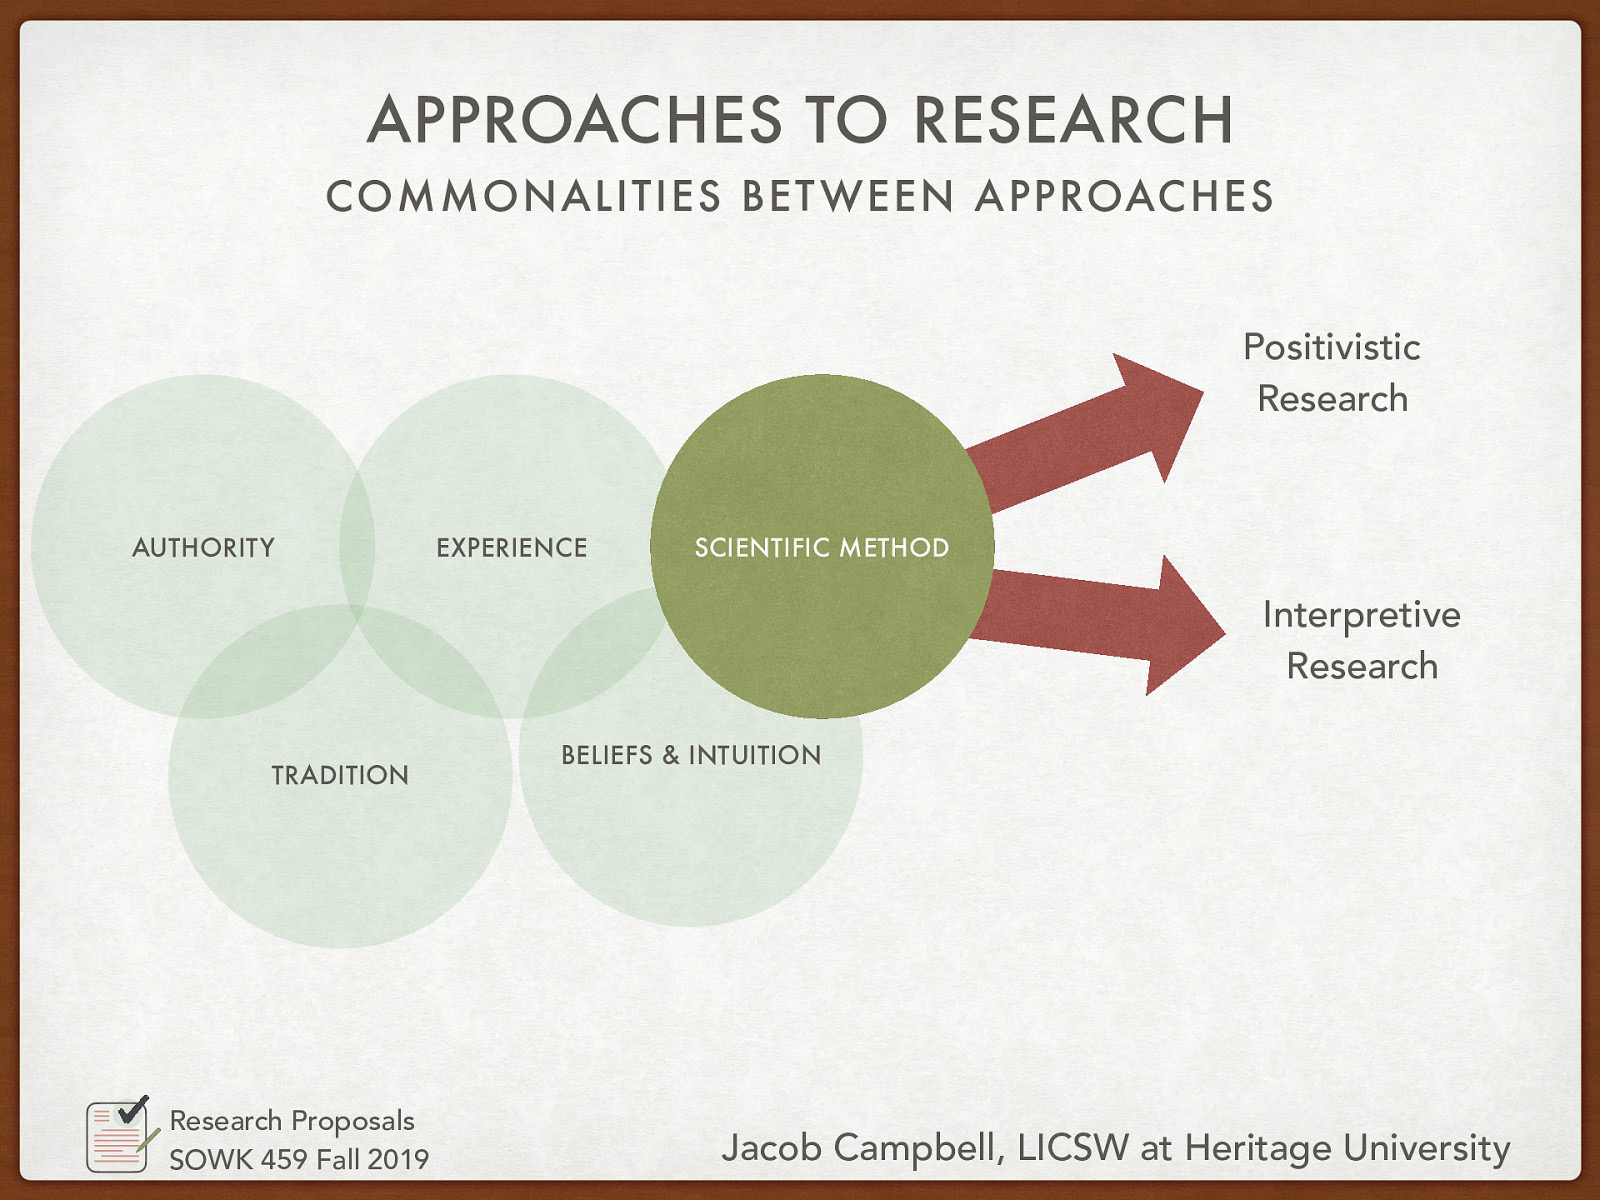 APPROACHES TO RESEARCH
COMMONALITIES BETWEEN APPROACHES
Positivistic
Research
AUTHORITY
EXPERIENCE
SCIENTIFIC METHOD
Interpretive
Research
TRADITION
BELIEFS & INTUITION
Research Proposals
SOWK 459 Fall 2019
Jacob Campbell, LICSW at Heritage University